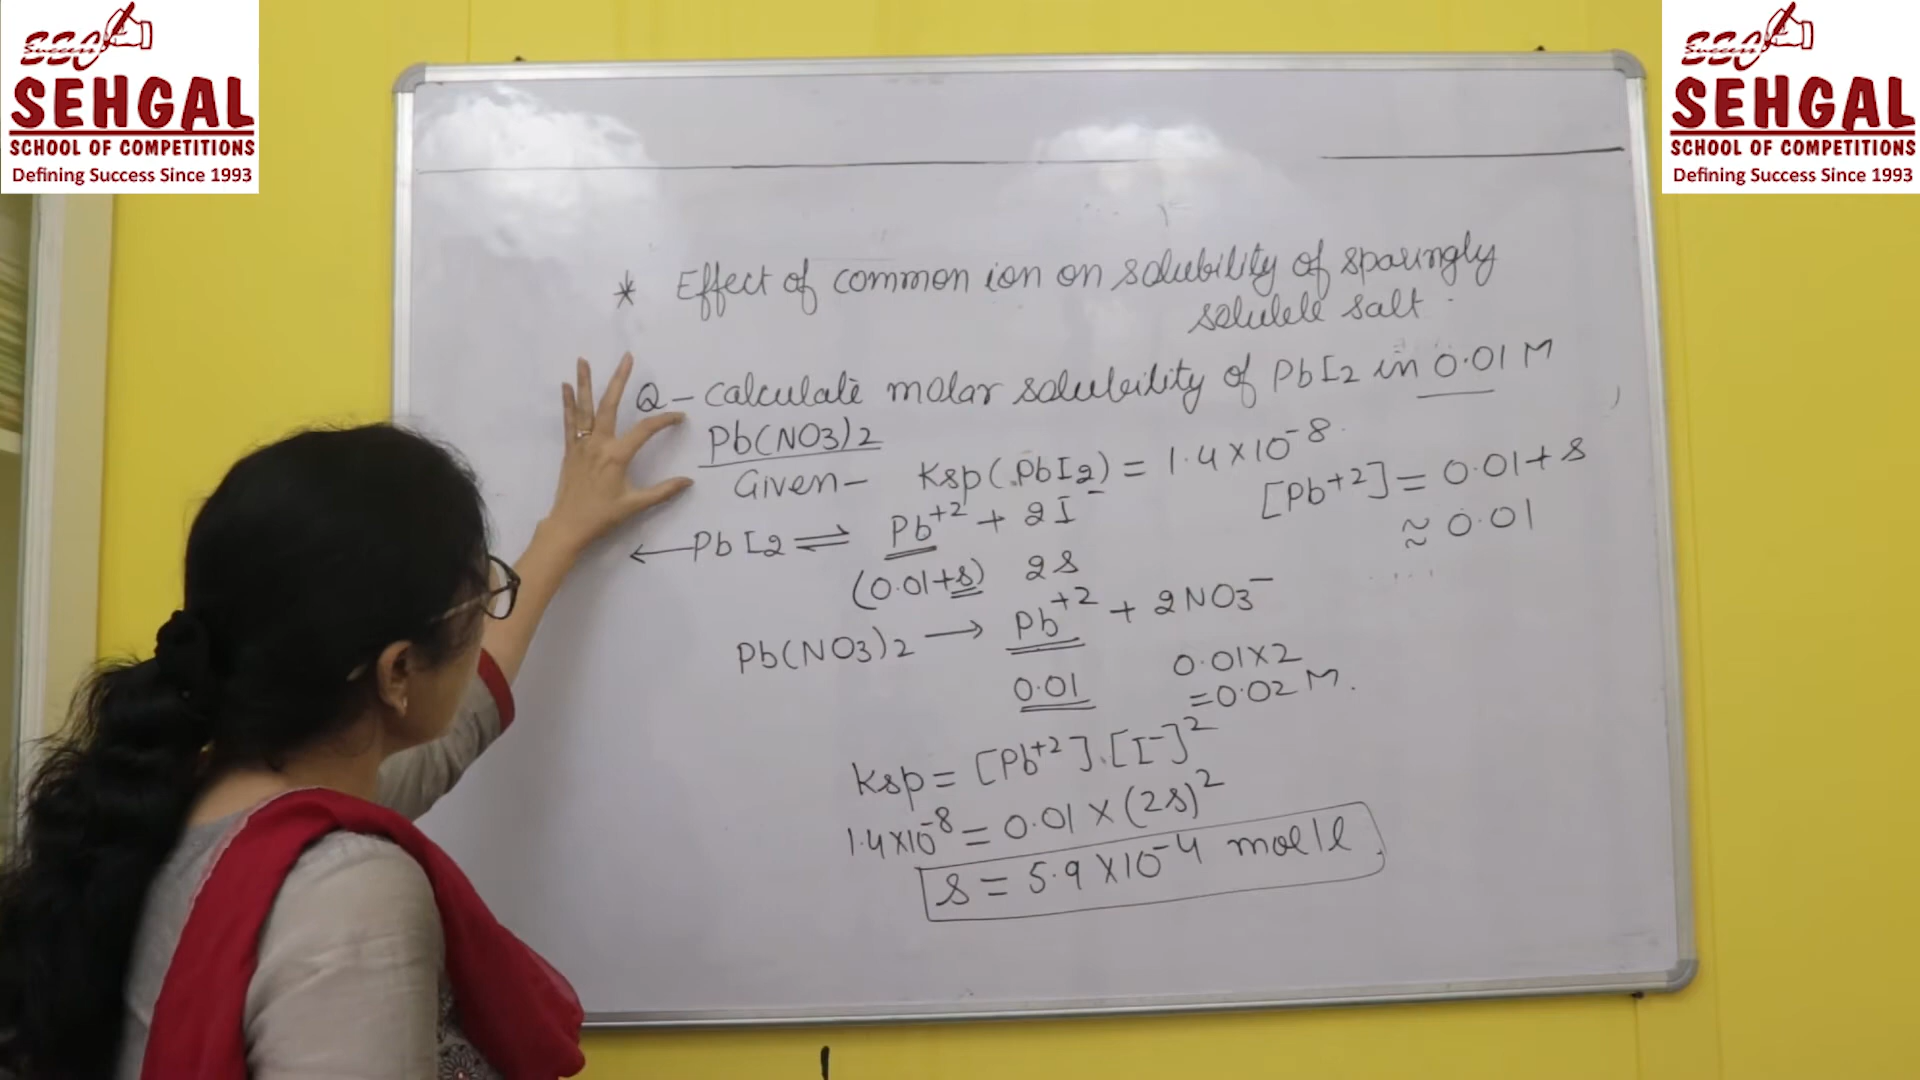 SSC
Success
SEHGAL
SCHOOL OF COMPETITIONS
Defining Success Since 1993
SSC
Success
SEHGAL
SCHOOL OF COMPETITIONS
Defining Success Since 1993
* Effect of common ion on solubility of sparingly
soluble salt.
Q- Calculate molar solubility of PbI2 in 0.01 M
Pb(NO3)2
Given - Ksp(PbI2) = 1.4×10^-8
[Pb^+2] = 0.01+s
≈ 0.01
← PbI2 ⇌ Pb^+2 + 2I^-
(0.01+s) 2s
Pb(NO3)2 → Pb^+2 + 2NO3^-
0.01 0.01×2
=0.02 M.
Ksp = [Pb^+2].[I^-]^2
1.4×10^-8 = 0.01 × (2s)^2
s = 5.9×10^-4 mol/l.